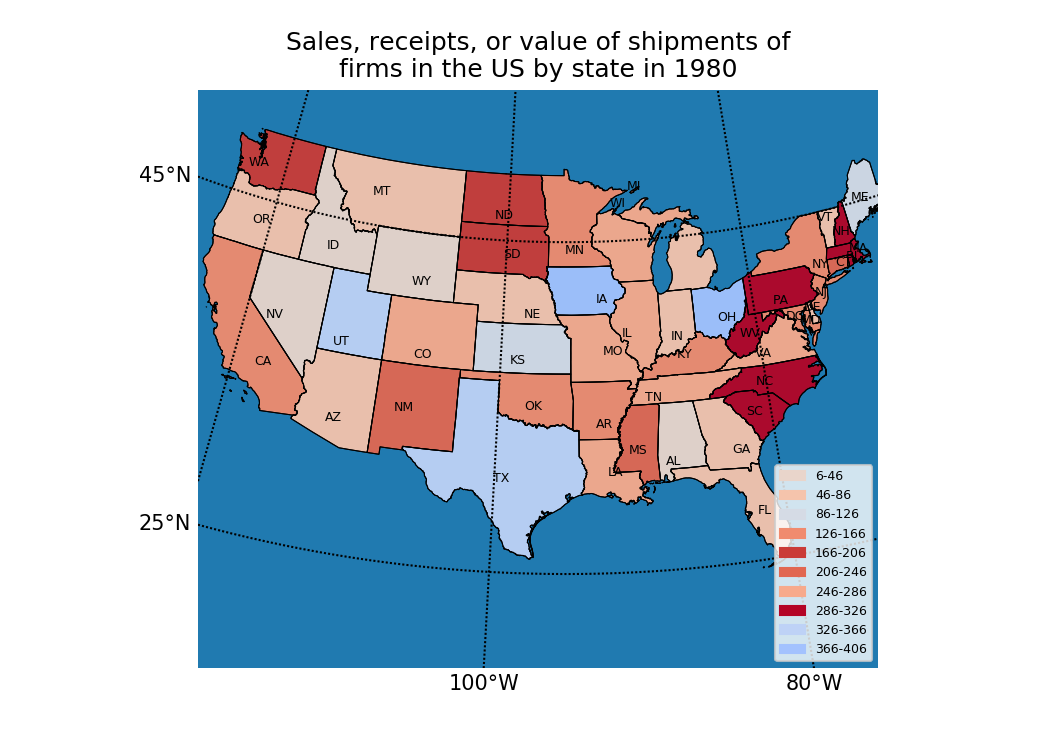 Sales, receipts, or value of shipments of
firms in the US by state in 1980
45°N
25°N
100°W
80°W
WA
MT
ND
MI
WI
ME
OR
VT
NH
ID
SD
MN
NY
CT
WY
IA
NJ
NV
UT
NE
OH
PA
DC
MD
CA
CO
KS
MO
IL
IN
KY
WV
VA
AZ
NM
OK
AR
TN
NC
SC
TX
LA
MS
AL
GA
FL
6-46
46-86
86-126
126-166
166-206
206-246
246-286
286-326
326-366
366-406